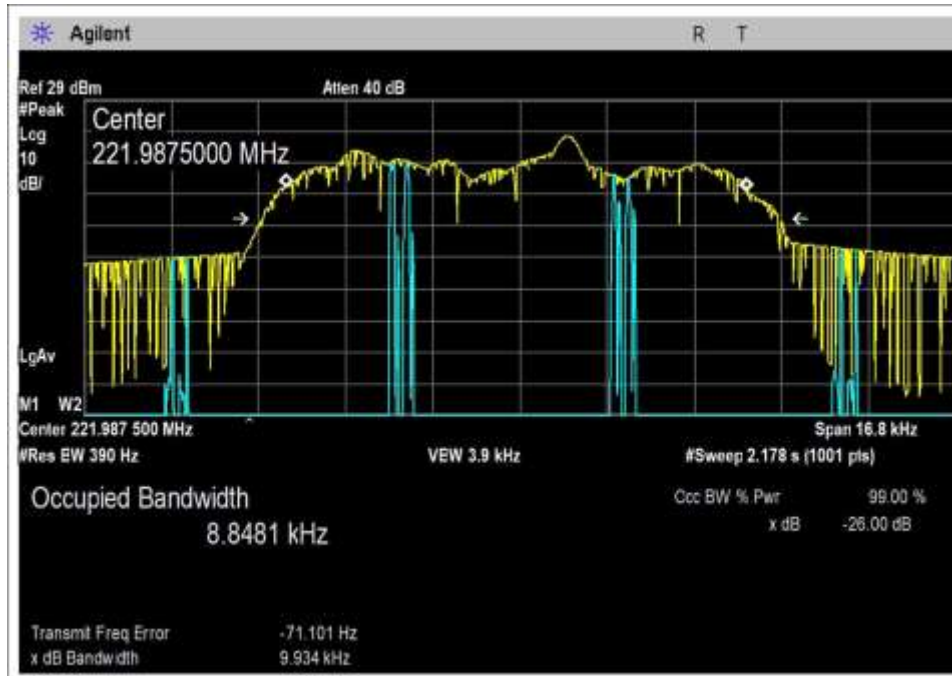 Agilent R T
Ref 29 dBm Atten 40 dB
#Peak
Log
10
dB/
Center
221.9875000 MHz
LgAv
M1 W2
Center 221.987 500 MHz Span 16.8 kHz
#Res EW 390 Hz VEW 3.9 kHz #Sweep 2.178 s (1001 pts)
Occupied Bandwidth
8.8481 kHz
Occ BW % Pwr 99.00 %
x dB -26.00 dB
Transmit Freq Error -71.101 Hz
x dB Bandwidth 9.934 kHz